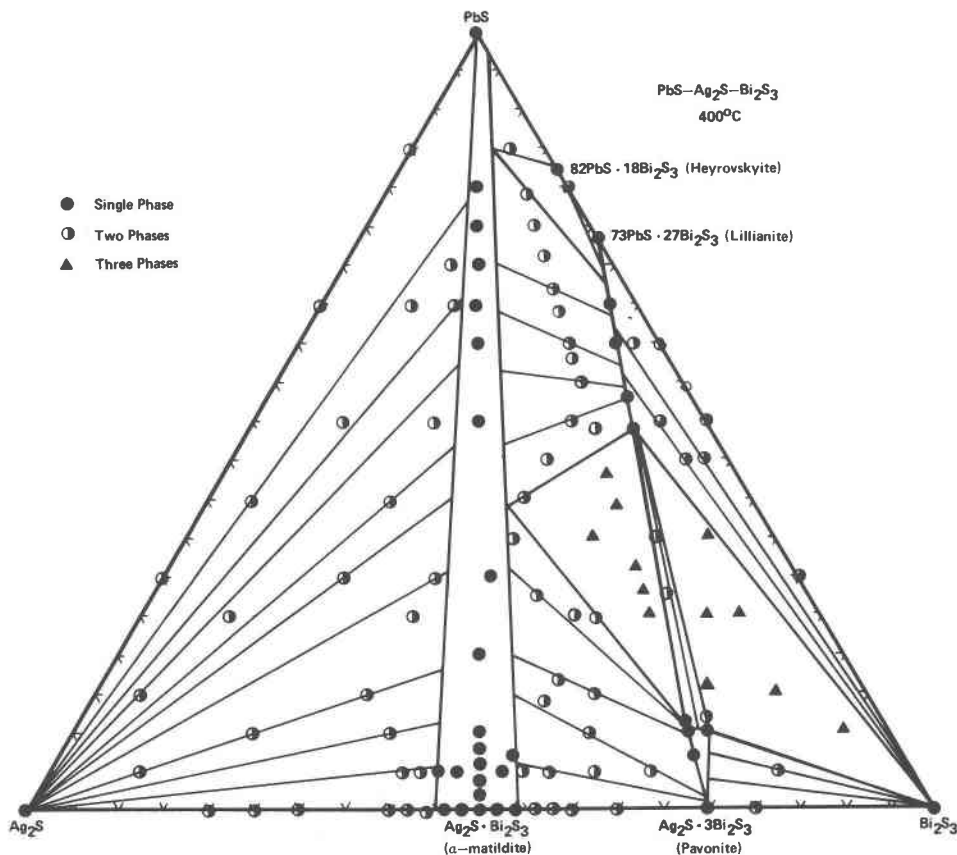 PbS
PbS–Ag₂S–Bi₂S₃
400°C
82PbS · 18Bi₂S₃ (Heyrovskyite)
Single Phase
Two Phases
73PbS · 27Bi₂S₃ (Lillianite)
Three Phases
Ag₂S
Ag₂S · Bi₂S₃
(α-matildite)
Ag₂S · 3Bi₂S₃
(Pavonite)
Bi₂S₃